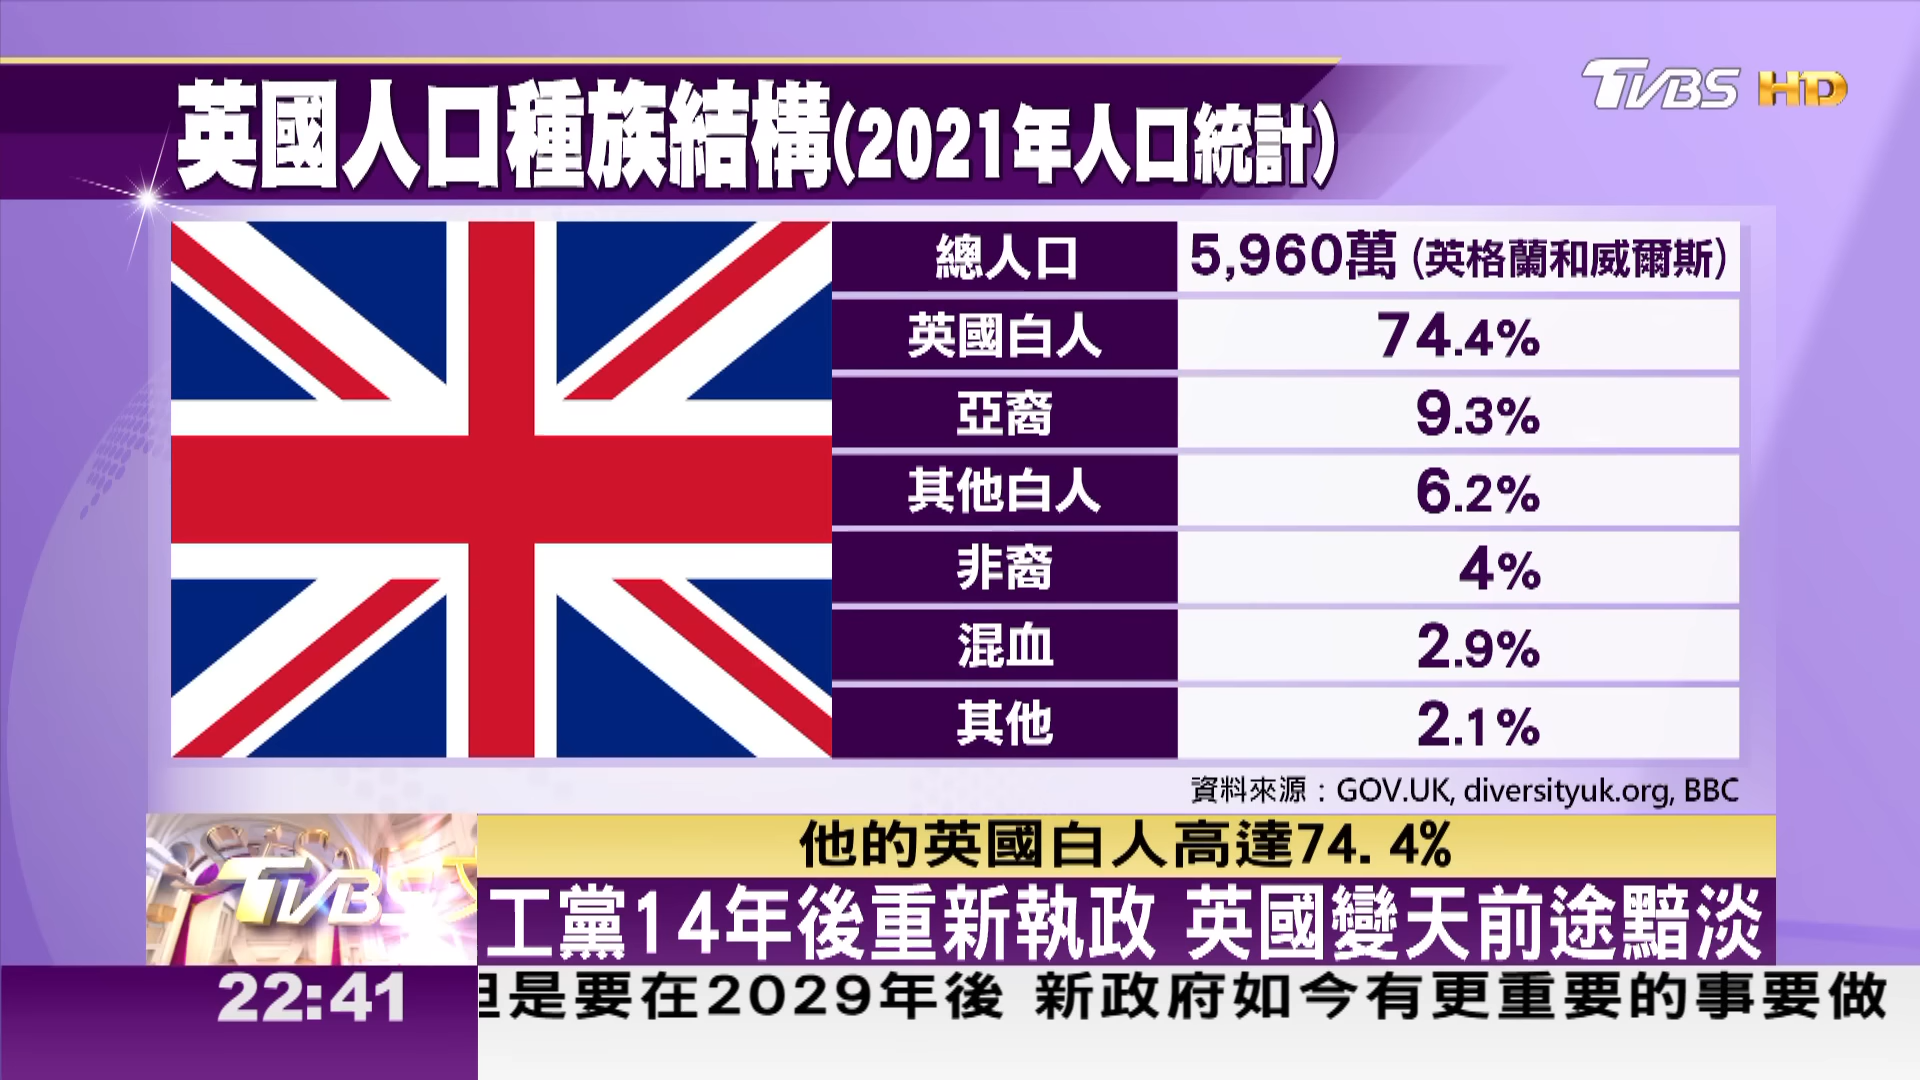 英國人口種族結構(2021年人口統計)
TVBS HD
總人口 5,960萬 (英格蘭和威爾斯)
英國白人 74.4%
亞裔 9.3%
其他白人 6.2%
非裔 4%
混血 2.9%
其他 2.1%
資料來源：GOV.UK, diversityuk.org, BBC
TVBS
他的英國白人高達74.4%
工黨14年後重新執政 英國變天前途黯淡
22:41
但是要在2029年後 新政府如今有更重要的事要做